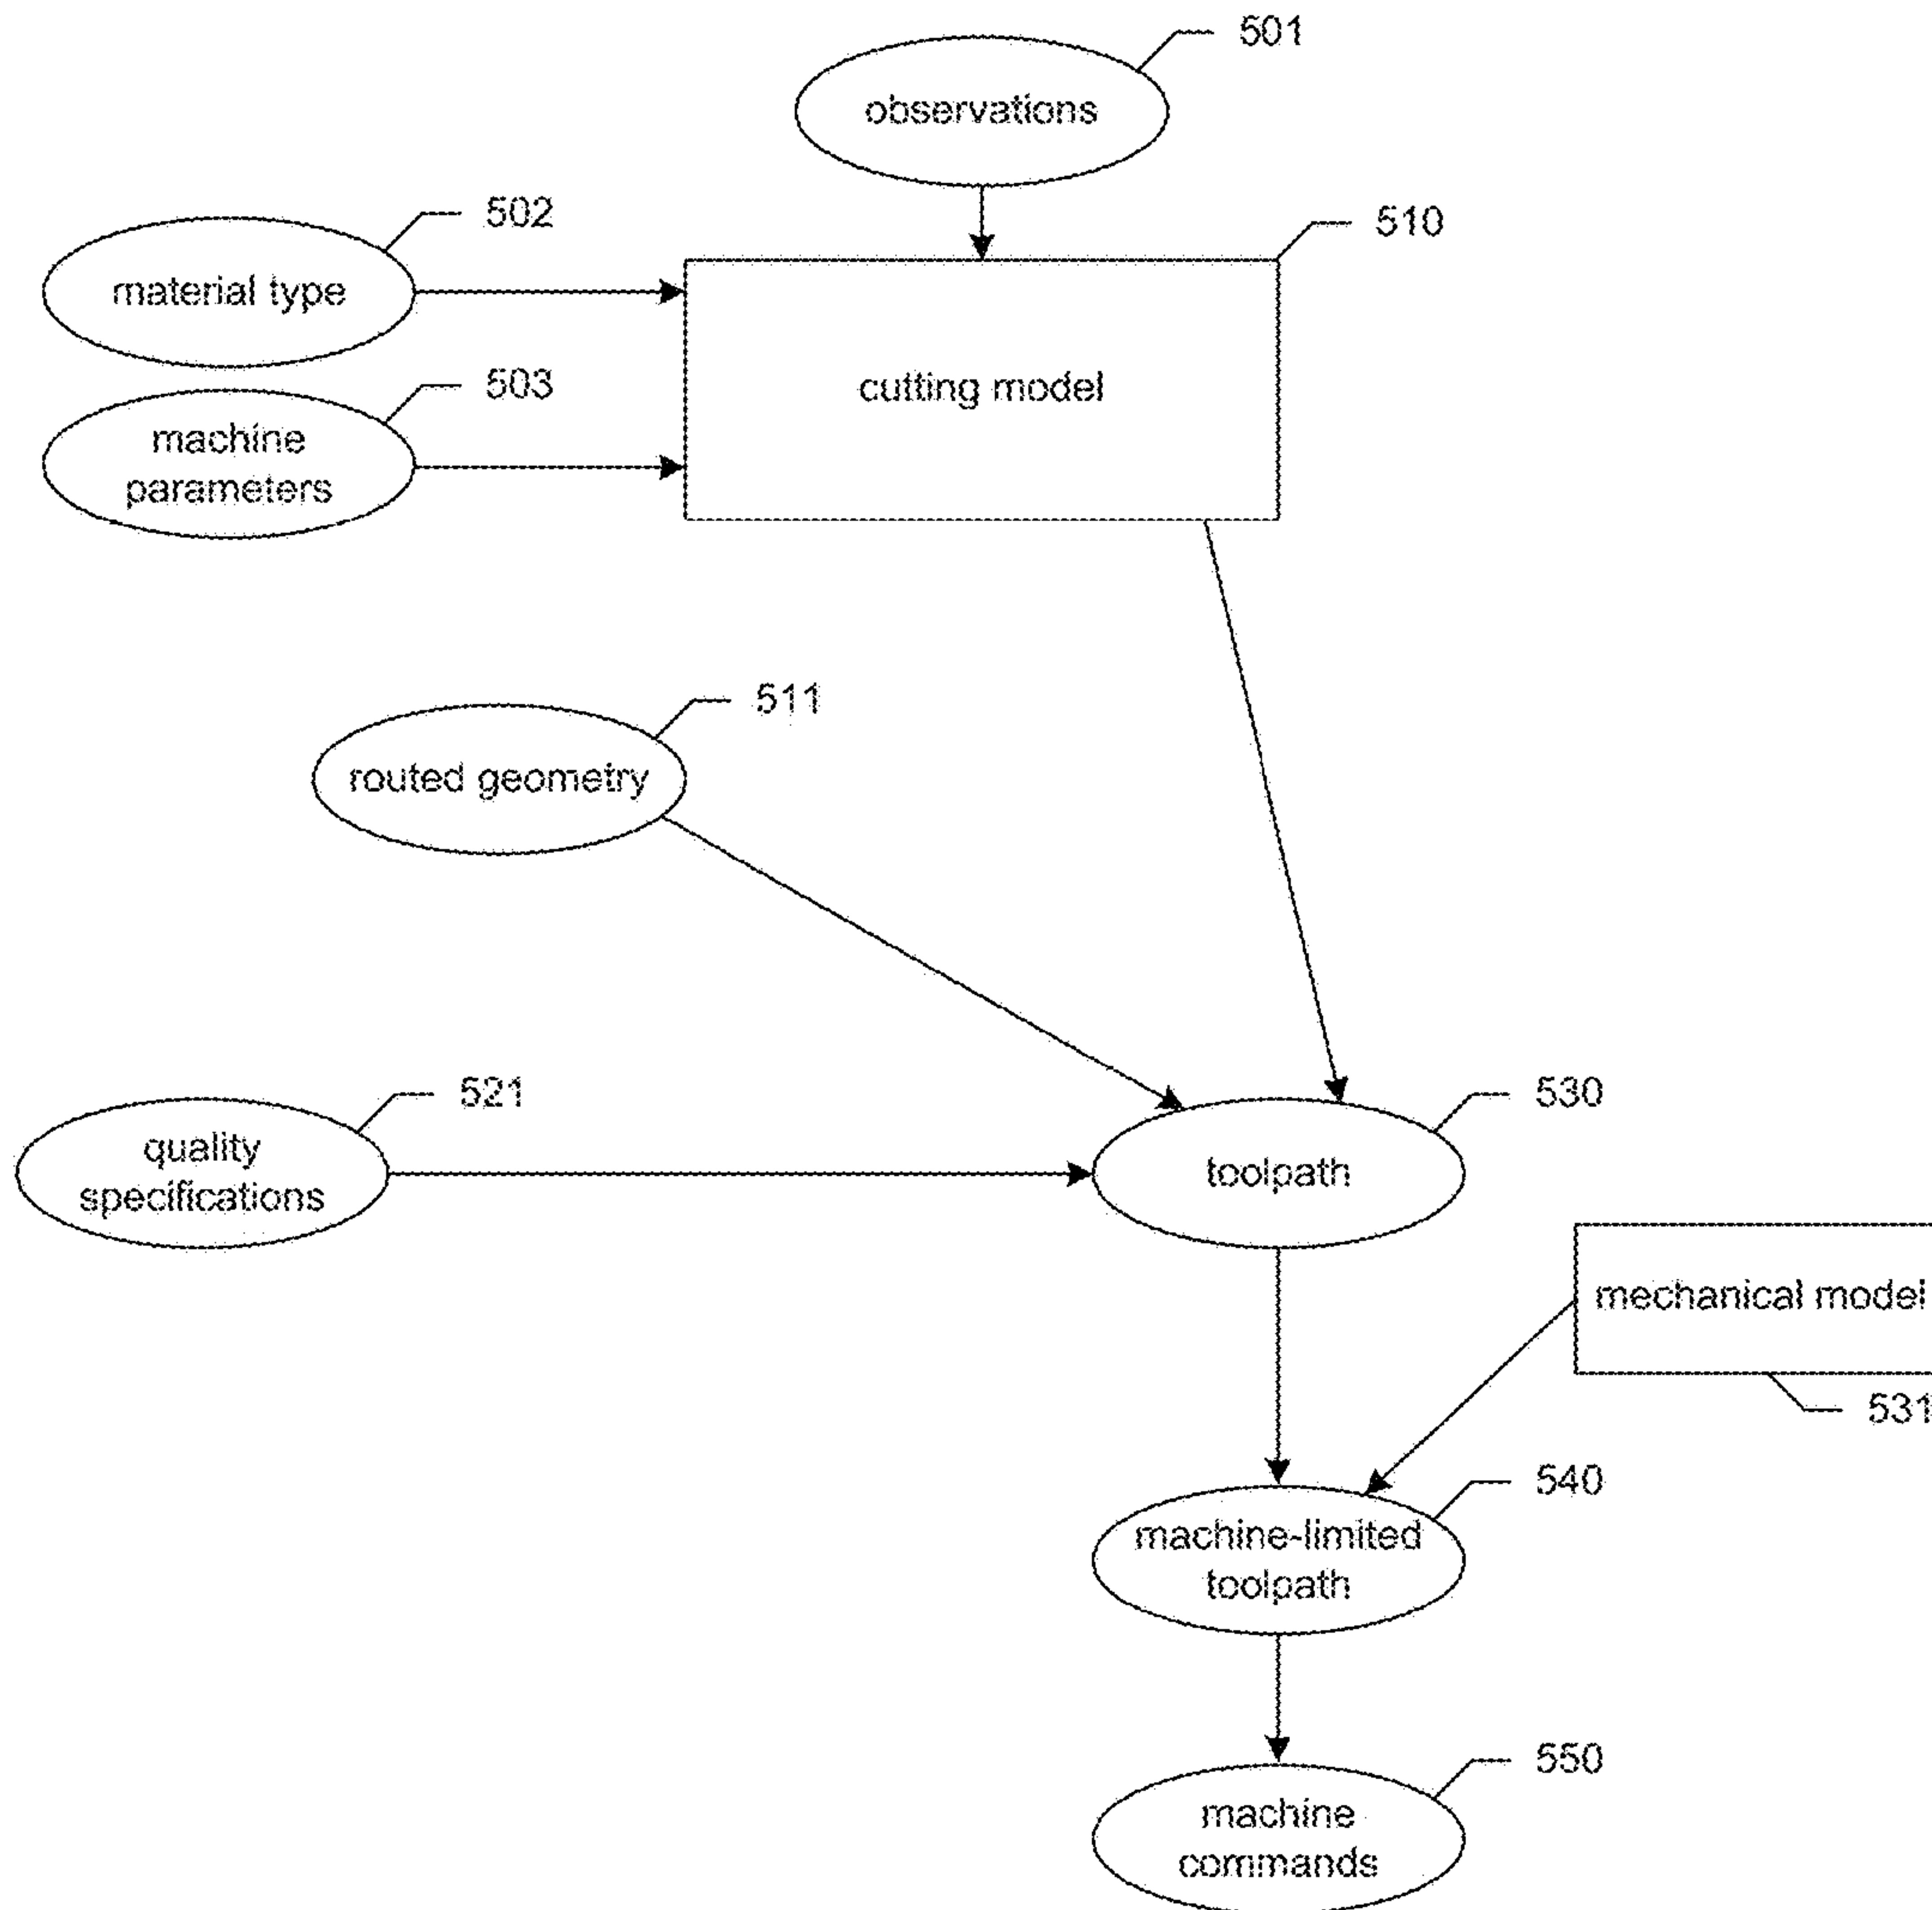 501
observations
502
material type
510
503
machine
parameters
cutting model
511
routed geometry
521
quality
specifications
530
toolpath
mechanical model
531
540
machine-limited
toolpath
550
machine
commands